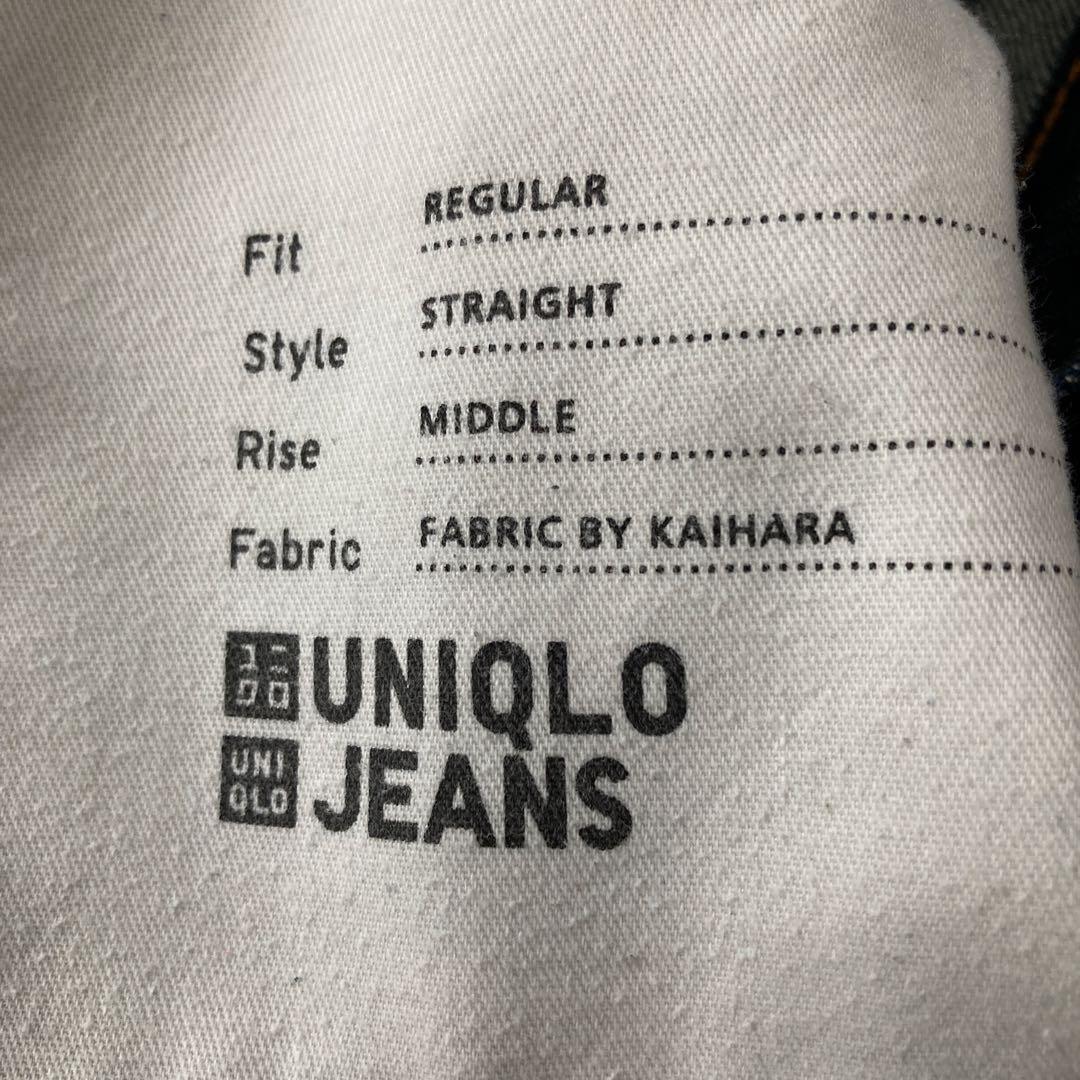 Fit REGULAR
Style STRAIGHT
Rise MIDDLE
Fabric FABRIC BY KAIHARA
ユニ
クロ
UNIQLO
UNI
QLO
JEANS